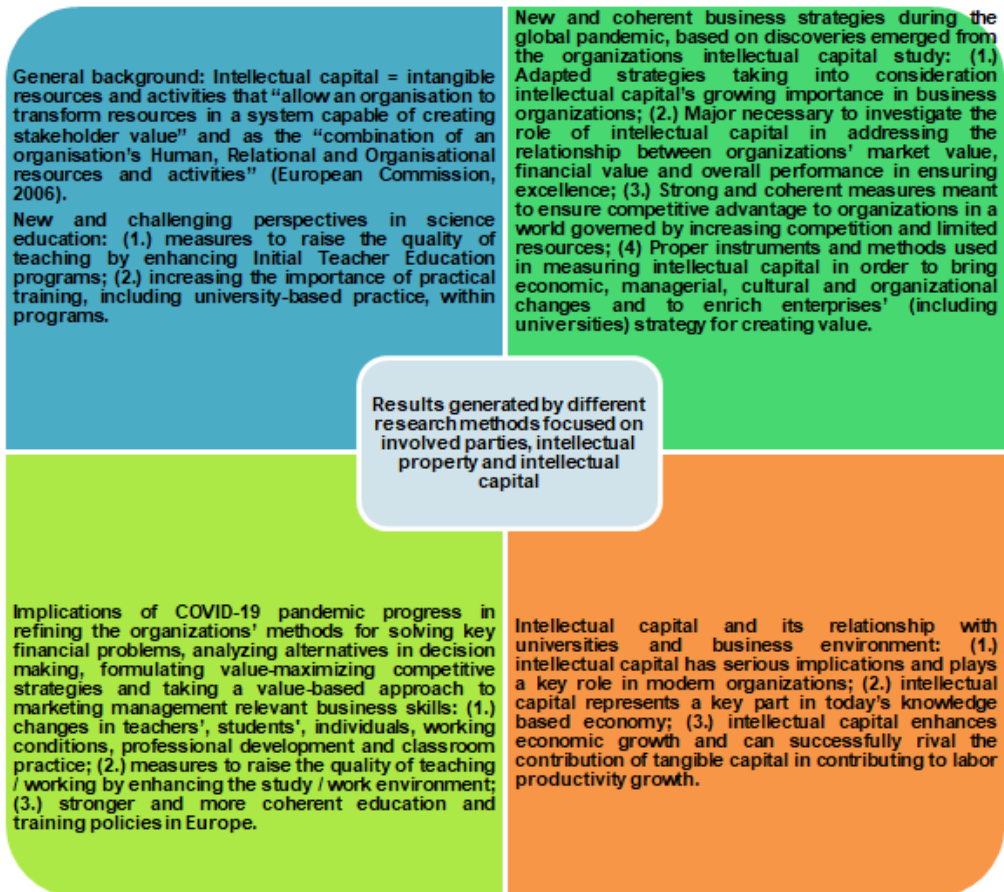 General background: Intellectual capital = intangible
resources and activities that “allow an organisation to
transform resources in a system capable of creating
stakeholder value” and as the “combination of an
organisation’s Human, Relational and Organisational
resources and activities” (European Commission,
2006).
New and challenging perspectives in science
education: (1.) measures to raise the quality of
teaching by enhancing Initial Teacher Education
programs; (2.) increasing the importance of practical
training, including university-based practice, within
programs.
New and coherent business strategies during the
global pandemic, based on discoveries emerged from
the organizations intellectual capital study: (1.)
Adapted strategies taking into consideration
intellectual capital’s growing importance in business
organizations; (2.) Major necessary to investigate the
role of intellectual capital in addressing the
relationship between organizations’ market value,
financial value and overall performance in ensuring
excellence; (3.) Strong and coherent measures meant
to ensure competitive advantage to organizations in a
world governed by increasing competition and limited
resources; (4) Proper instruments and methods used
in measuring intellectual capital in order to bring
economic, managerial, cultural and organizational
changes and to enrich enterprises’ (including
universities) strategy for creating value.
Results generated by different
research methods focused on
involved parties, intellectual
property and intellectual
capital
Implications of COVID-19 pandemic progress in
refining the organizations’ methods for solving key
financial problems, analyzing alternatives in decision
making, formulating value-maximizing competitive
strategies and taking a value-based approach to
marketing management relevant business skills: (1.)
changes in teachers’, students', individuals, working
conditions, professional development and classroom
practice; (2.) measures to raise the quality of teaching
/ working by enhancing the study / work environment;
(3.) stronger and more coherent education and
training policies in Europe.
Intellectual capital and its relationship with
universities and business environment: (1.)
intellectual capital has serious implications and plays
a key role in modern organizations; (2.) intellectual
capital represents a key part in today’s knowledge
based economy; (3.) intellectual capital enhances
economic growth and can successfully rival the
contribution of tangible capital in contributing to labor
productivity growth.